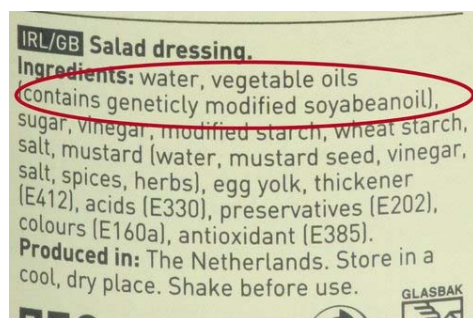 IRL/GB Salad dressing.
Ingredients: water, vegetable oils
contains geneticly modified soyabeanoil),
sugar, vinegar, modified starch, wheat starch,
salt, mustard (water, mustard seed, vinegar,
salt, spices, herbs), egg yolk, thickener
(E412), acids (E330), preservatives (E202),
colours (E160a), antioxidant (E385).
Produced in: The Netherlands. Store in a
cool, dry place. Shake before use.
GLASBAK